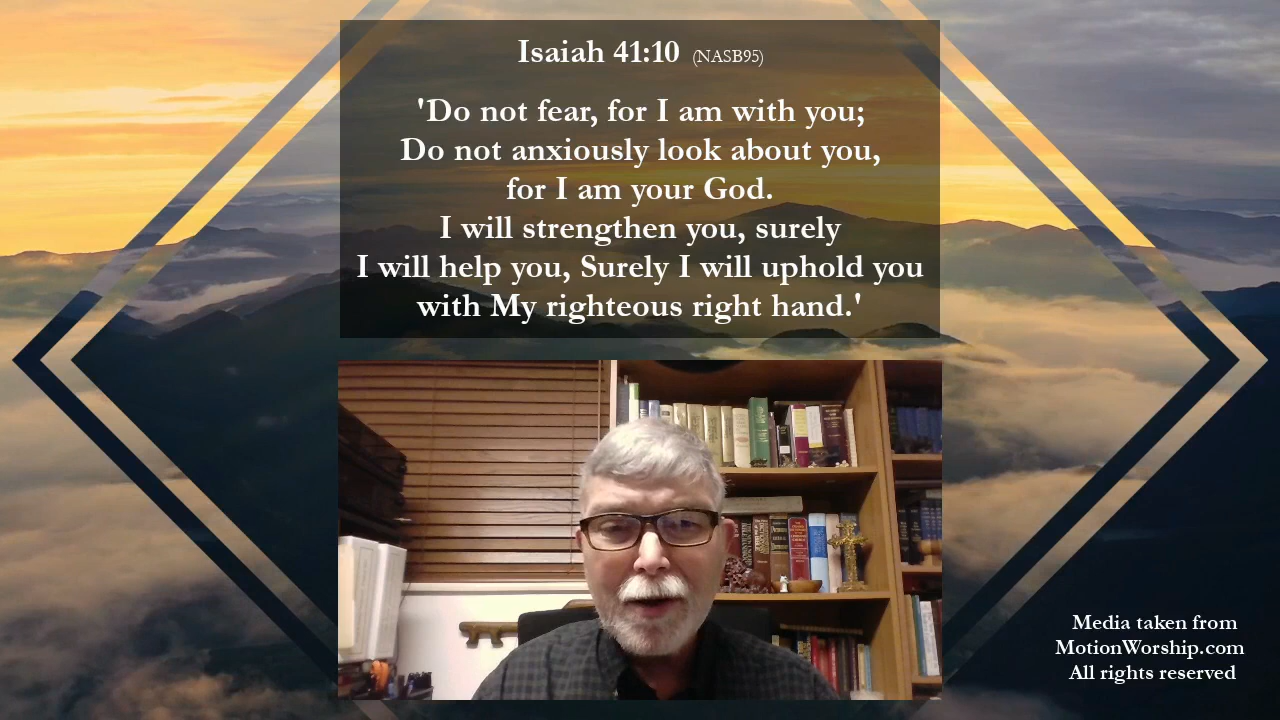 Isaiah 41:10 (NASB95)
'Do not fear, for I am with you;
Do not anxiously look about you,
for I am your God.
I will strengthen you, surely
I will help you, Surely I will uphold you
with My righteous right hand.'
Media taken from
MotionWorship.com
All rights reserved